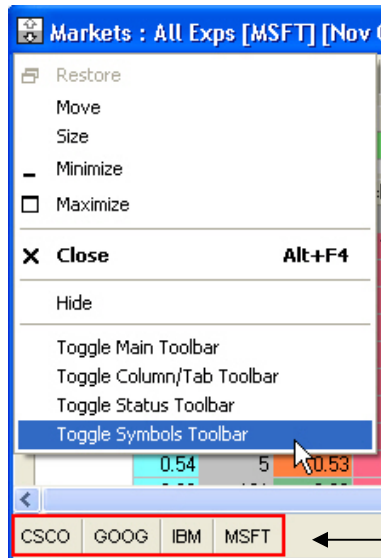 Markets : All Exps [MSFT] [Nov
Restore
Move
Size
Minimize
Maximize
Close Alt+F4
Hide
Toggle Main Toolbar
Toggle Column/Tab Toolbar
Toggle Status Toolbar
Toggle Symbols Toolbar
0.54 5 0.53
CSCO GOOG IBM MSFT